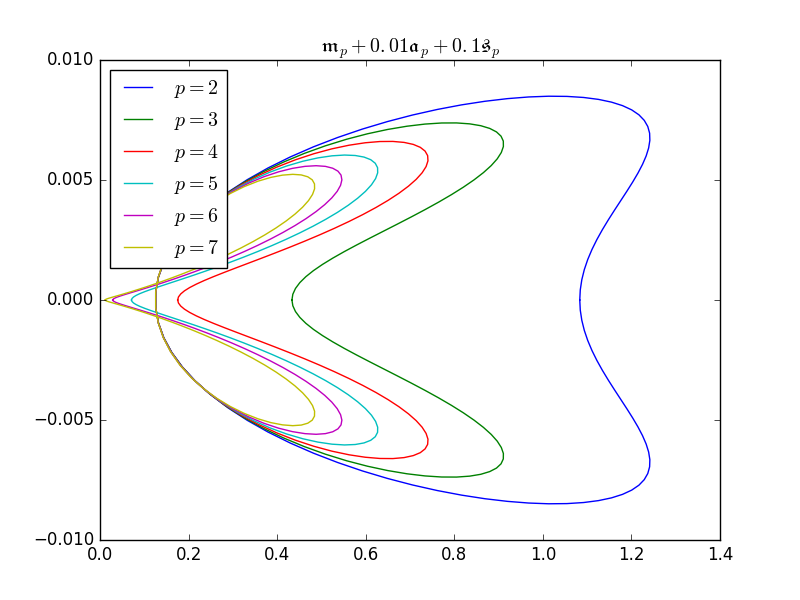 𝔪_p + 0.01𝔞_p + 0.1𝔰_p
0.010
p = 2
p = 3
p = 4
0.005
p = 5
p = 6
p = 7
0.000
−0.005
−0.010
0.0 0.2 0.4 0.6 0.8 1.0 1.2 1.4